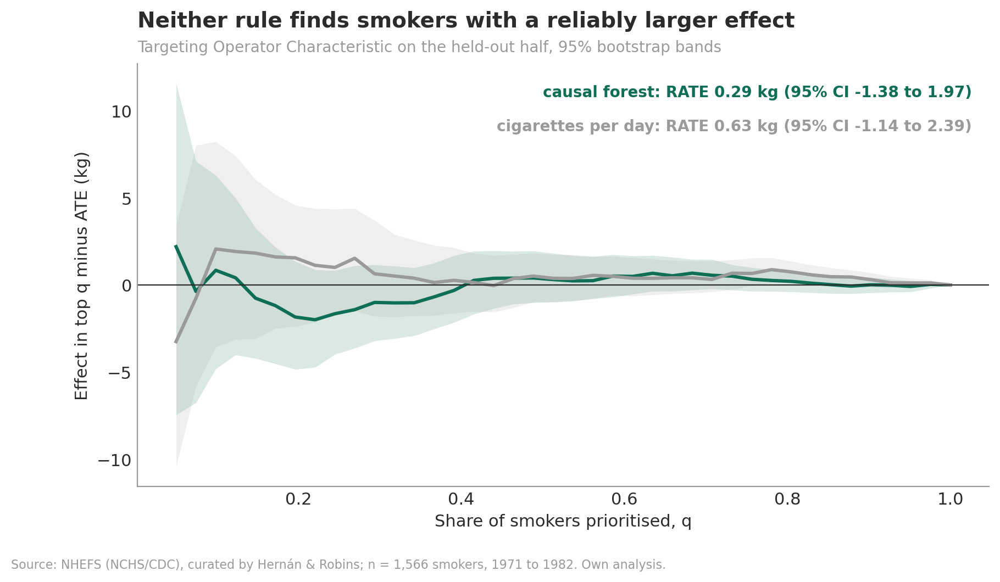 Neither rule finds smokers with a reliably larger effect
Targeting Operator Characteristic on the held-out half, 95% bootstrap bands
causal forest: RATE 0.29 kg (95% CI -1.38 to 1.97)
cigarettes per day: RATE 0.63 kg (95% CI -1.14 to 2.39)
Effect in top q minus ATE (kg)
10
5
0
−5
−10
0.2
0.4
0.6
0.8
1.0
Share of smokers prioritised, q
Source: NHEFS (NCHS/CDC), curated by Hernán & Robins; n = 1,566 smokers, 1971 to 1982. Own analysis.